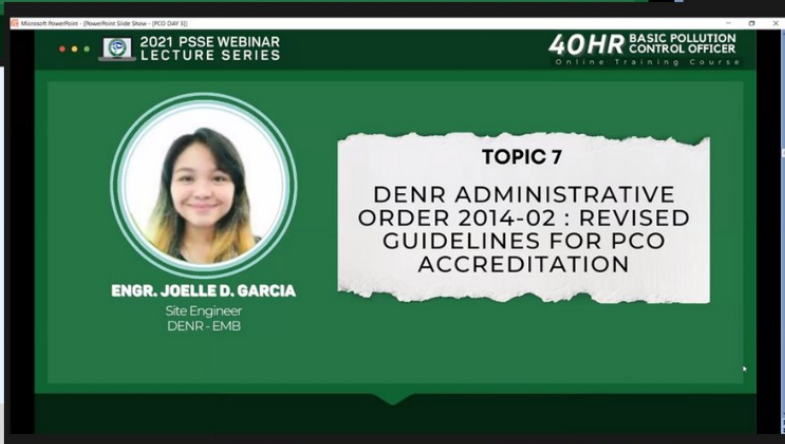 Microsoft PowerPoint - [PowerPoint Slide Show - [PCO DAY 3]]
2021 PSSE WEBINAR
LECTURE SERIES
40HR BASIC POLLUTION
CONTROL OFFICER
Online Training Course
TOPIC 7
DENR ADMINISTRATIVE
ORDER 2014-02 : REVISED
GUIDELINES FOR PCO
ACCREDITATION
ENGR. JOELLE D. GARCIA
Site Engineer
DENR - EMB